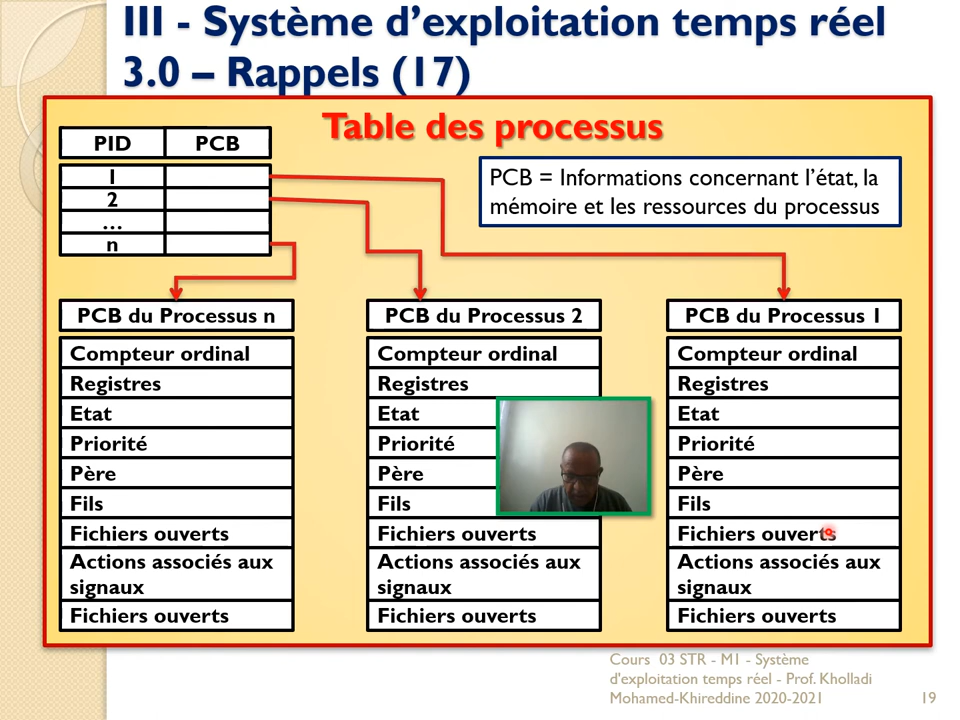 III - Système d'exploitation temps réel
3.0 – Rappels (17)
Table des processus
PID PCB
1
2
...
n
PCB = Informations concernant l'état, la
mémoire et les ressources du processus
PCB du Processus n
Compteur ordinal
Registres
Etat
Priorité
Père
Fils
Fichiers ouverts
Actions associés aux
signaux
Fichiers ouverts
PCB du Processus 2
Compteur ordinal
Registres
Etat
Priorité
Père
Fils
Fichiers ouverts
Actions associés aux
signaux
Fichiers ouverts
PCB du Processus 1
Compteur ordinal
Registres
Etat
Priorité
Père
Fils
Fichiers ouverts
Actions associés aux
signaux
Fichiers ouverts
Cours 03 STR - M1 - Système
d'exploitation temps réel - Prof. Kholladi
Mohamed-Khireddine 2020-2021
19